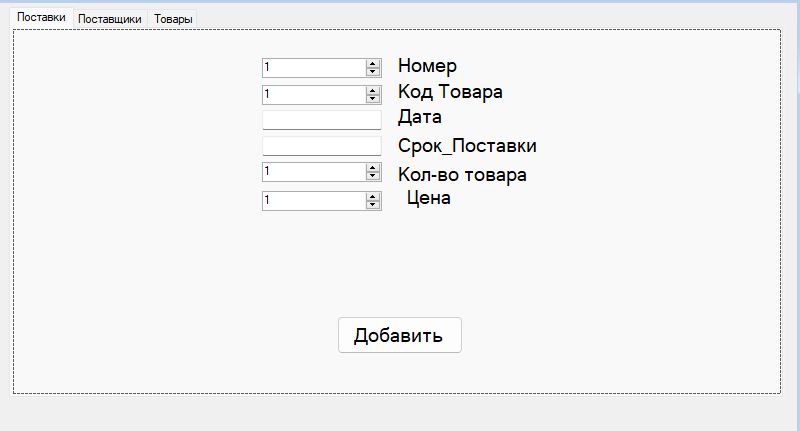 Поставки Поставщики Товары
1 Номер
1 Код Товара
Дата
Срок_Поставки
1 Кол-во товара
1 Цена
Добавить